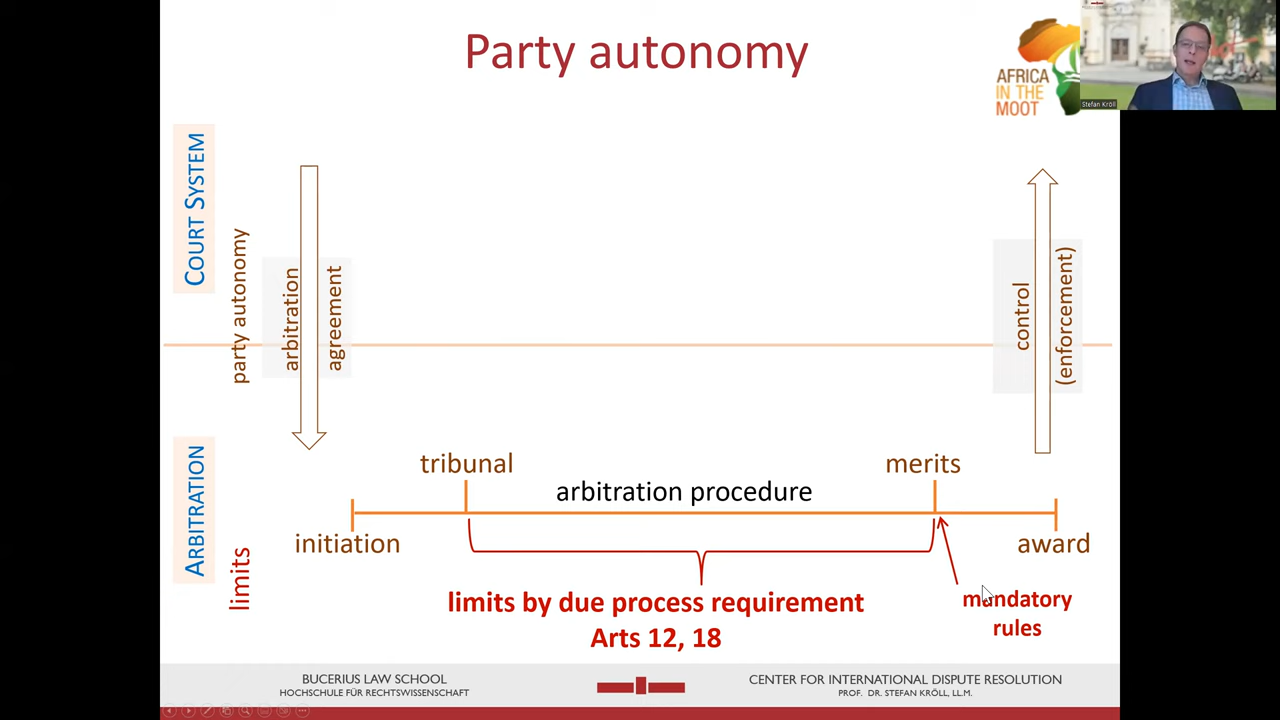 Party autonomy
AFRICA
IN THE
MOOT
Stefan Kröll
COURT SYSTEM
party autonomy
arbitration
agreement
control
(enforcement)
ARBITRATION
limits
tribunal
merits
arbitration procedure
initiation
award
limits by due process requirement
Arts 12, 18
mandatory
rules
BUCERIUS LAW SCHOOL
HOCHSCHULE FÜR RECHTSWISSENSCHAFT
CENTER FOR INTERNATIONAL DISPUTE RESOLUTION
PROF. DR. STEFAN KRÖLL, LL.M.